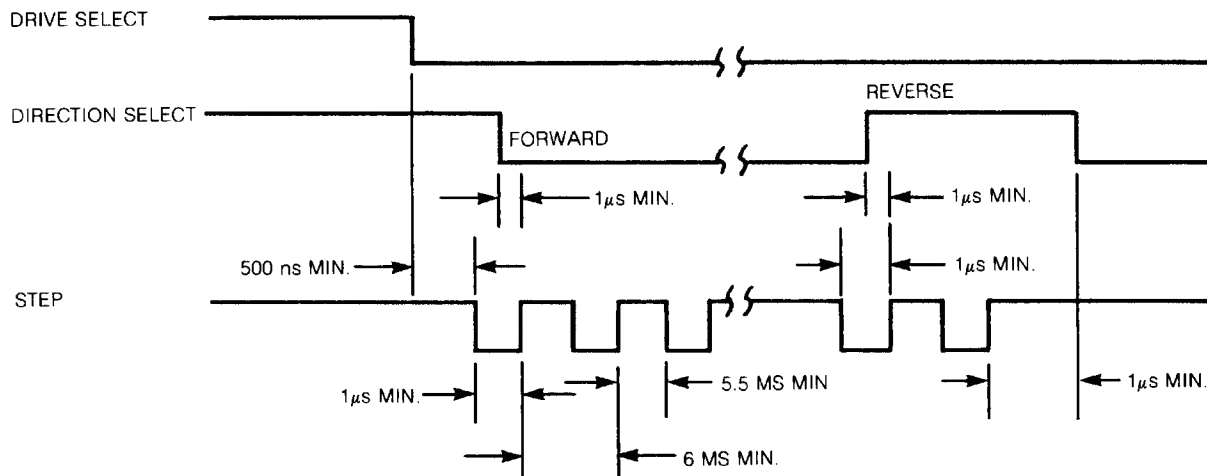 DRIVE SELECT
REVERSE
DIRECTION SELECT
FORWARD
1μs MIN.
1μs MIN.
500 ns MIN.
1μs MIN.
STEP
1μs MIN.
5.5 MS MIN
1μs MIN.
6 MS MIN.